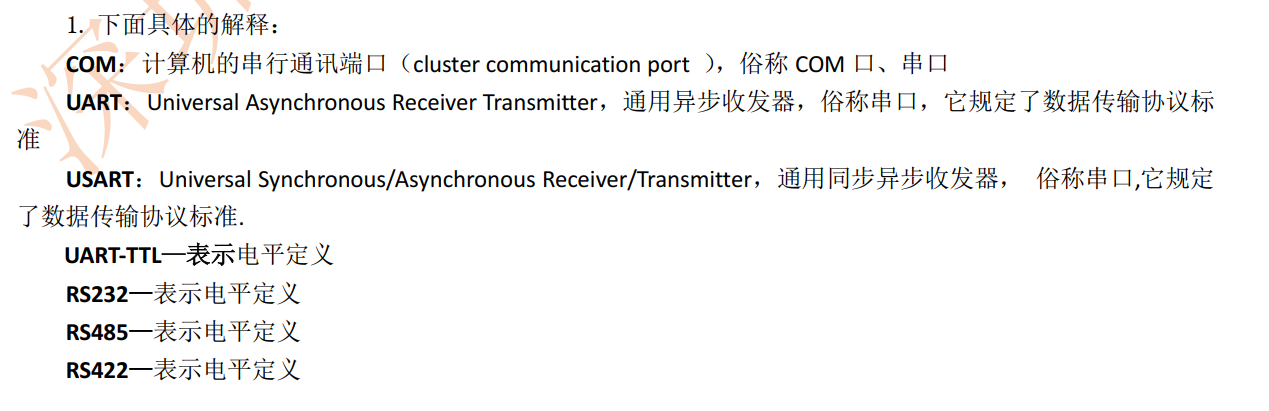 1. 下面具体的解释：
COM：计算机的串行通讯端口（cluster communication port ），俗称 COM 口、串口
UART：Universal Asynchronous Receiver Transmitter，通用异步收发器，俗称串口，它规定了数据传输协议标
准
USART：Universal Synchronous/Asynchronous Receiver/Transmitter，通用同步异步收发器， 俗称串口,它规定
了数据传输协议标准.
UART-TTL—表示电平定义
RS232—表示电平定义
RS485—表示电平定义
RS422—表示电平定义
深